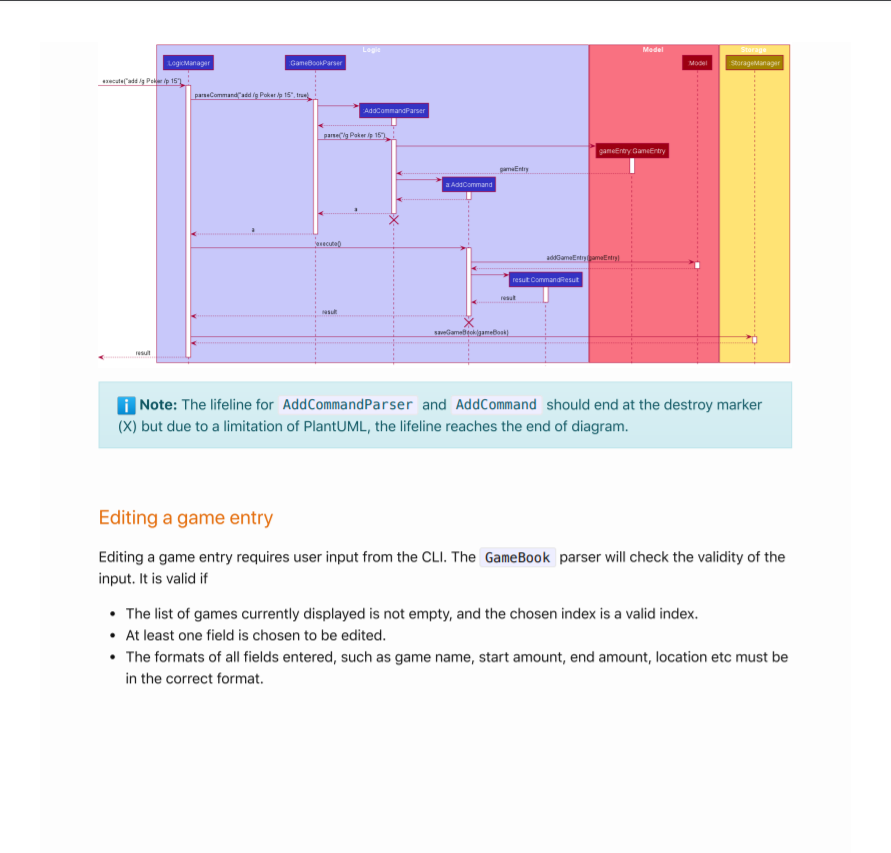 Logic
Model
Storage
:LogicManager
:GameBookParser
:Model
:StorageManager
execute("add /g Poker /p 15")
parseCommand("add /g Poker /p 15", true)
:AddCommandParser
parse("/g Poker /p 15")
gameEntry:GameEntry
gameEntry
a:AddCommand
a
a
execute()
addGameEntry(gameEntry)
result:CommandResult
result
result
saveGameBook(gameBook)
result
i Note: The lifeline for AddCommandParser and AddCommand should end at the destroy marker
(X) but due to a limitation of PlantUML, the lifeline reaches the end of diagram.
Editing a game entry
Editing a game entry requires user input from the CLI. The GameBook parser will check the validity of the
input. It is valid if
• The list of games currently displayed is not empty, and the chosen index is a valid index.
• At least one field is chosen to be edited.
• The formats of all fields entered, such as game name, start amount, end amount, location etc must be
in the correct format.